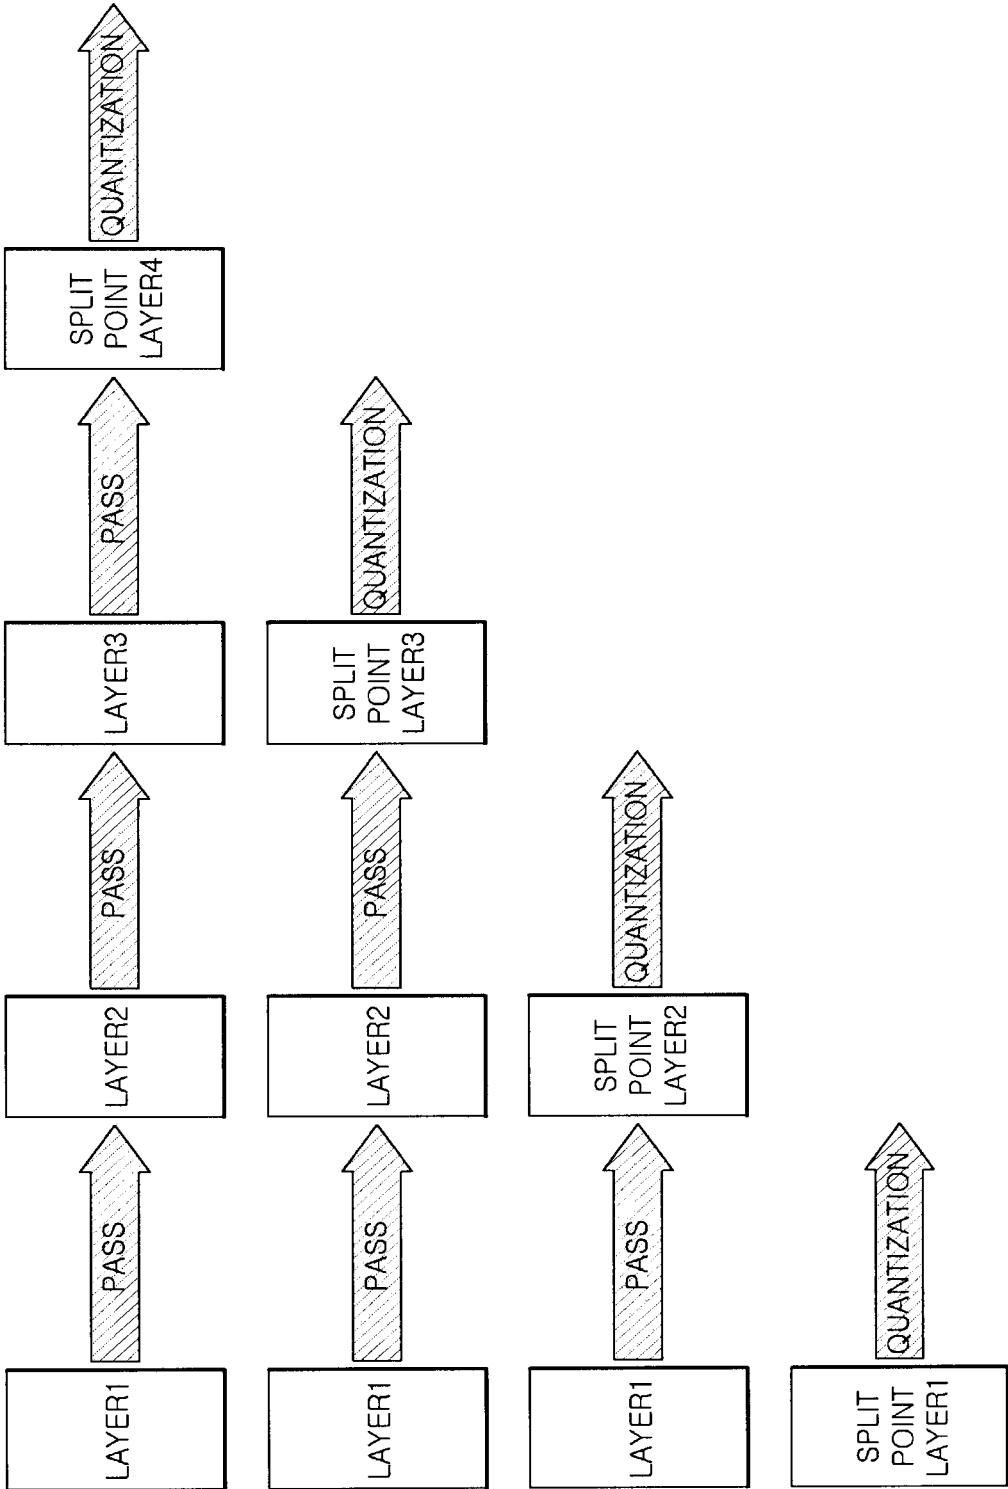 LAYER1
PASS
LAYER2
PASS
LAYER3
PASS
SPLIT
POINT
LAYER4
QUANTIZATION
LAYER1
PASS
LAYER2
PASS
SPLIT
POINT
LAYER3
QUANTIZATION
LAYER1
PASS
SPLIT
POINT
LAYER2
QUANTIZATION
SPLIT
POINT
LAYER1
QUANTIZATION